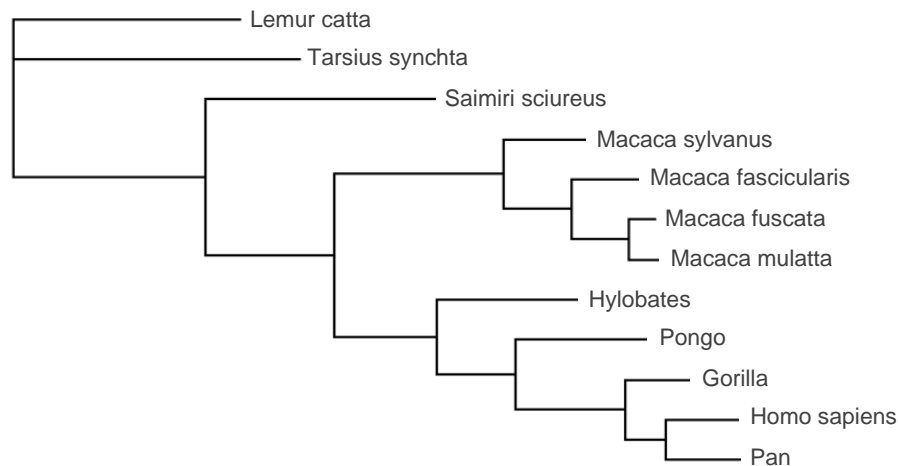 Lemur catta
Tarsius synchta
Saimiri sciureus
Macaca sylvanus
Macaca fascicularis
Macaca fuscata
Macaca mulatta
Hylobates
Pongo
Gorilla
Homo sapiens
Pan